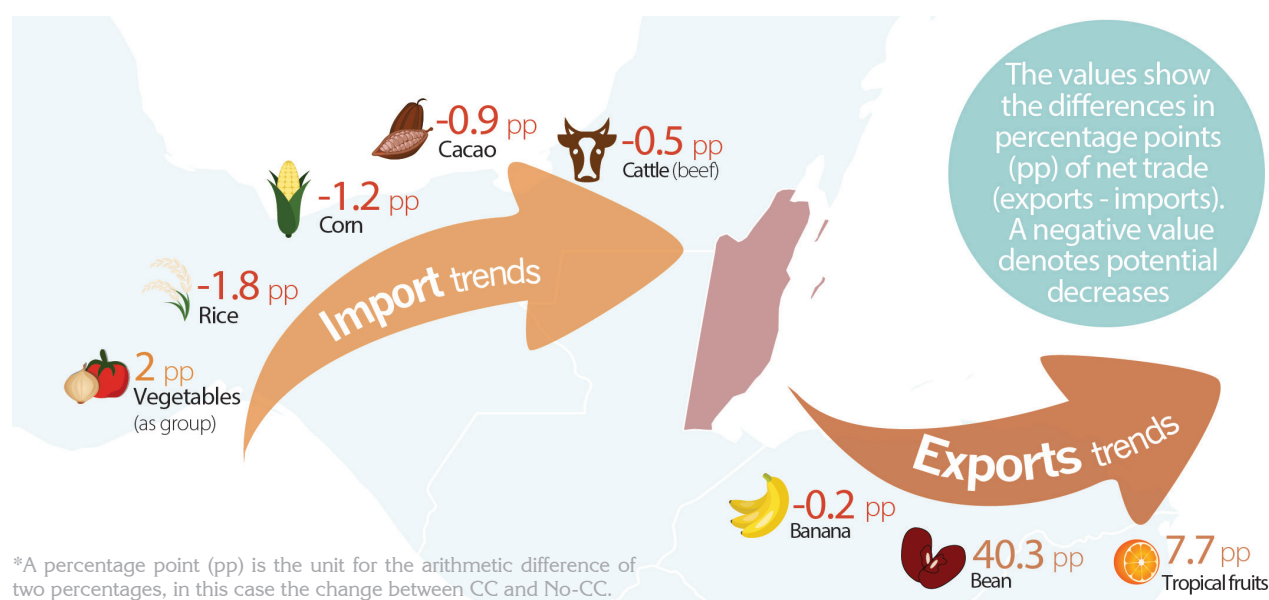 The values show
the differences in
percentage points
(pp) of net trade
(exports - imports).
A negative value
denotes potential
decreases
-0.9 pp
Cacao
-0.5 pp
Cattle (beef)
-1.2 pp
Corn
-1.8 pp
Rice
2 pp
Vegetables
(as group)
Import trends
Exports trends
-0.2 pp
Banana
40.3 pp
Bean
7.7 pp
Tropical fruits
*A percentage point (pp) is the unit for the arithmetic difference of
two percentages, in this case the change between CC and No-CC.